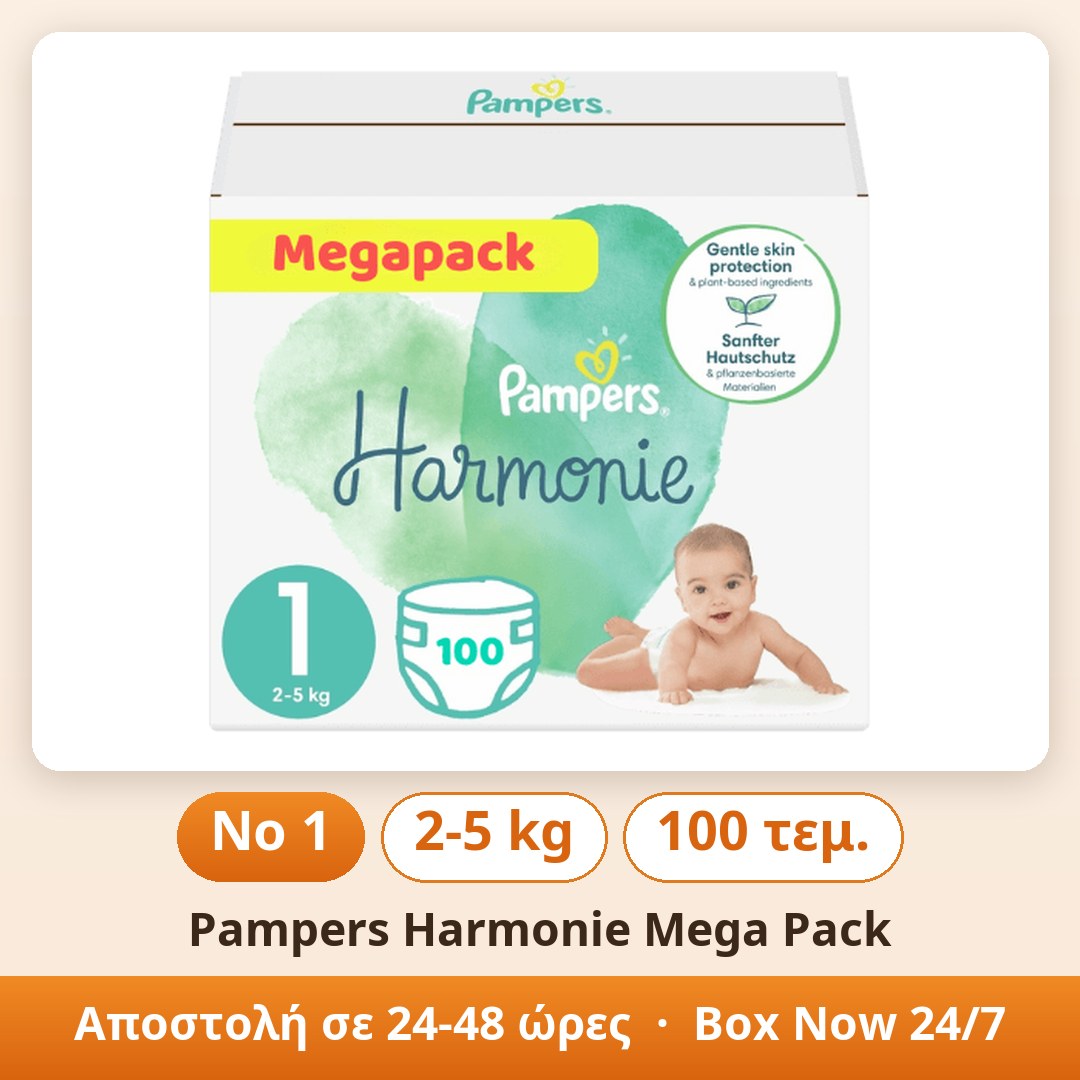 Pampers.
Megapack
Gentle skin
protection
& plant-based ingredients
Sanfter
Hautschutz
& pflanzenbasierte
Materialien
Pampers®
Harmonie
1
2-5 kg
100
No 1
2-5 kg
100 τεμ.
Pampers Harmonie Mega Pack
Αποστολή σε 24-48 ώρες · Box Now 24/7